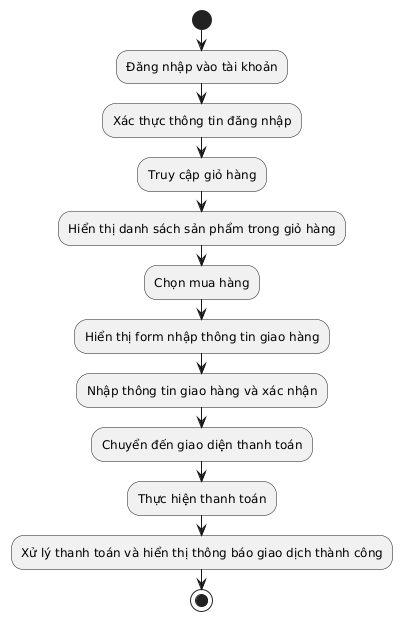 Đăng nhập vào tài khoản
Xác thực thông tin đăng nhập
Truy cập giỏ hàng
Hiển thị danh sách sản phẩm trong giỏ hàng
Chọn mua hàng
Hiển thị form nhập thông tin giao hàng
Nhập thông tin giao hàng và xác nhận
Chuyển đến giao diện thanh toán
Thực hiện thanh toán
Xử lý thanh toán và hiển thị thông báo giao dịch thành công